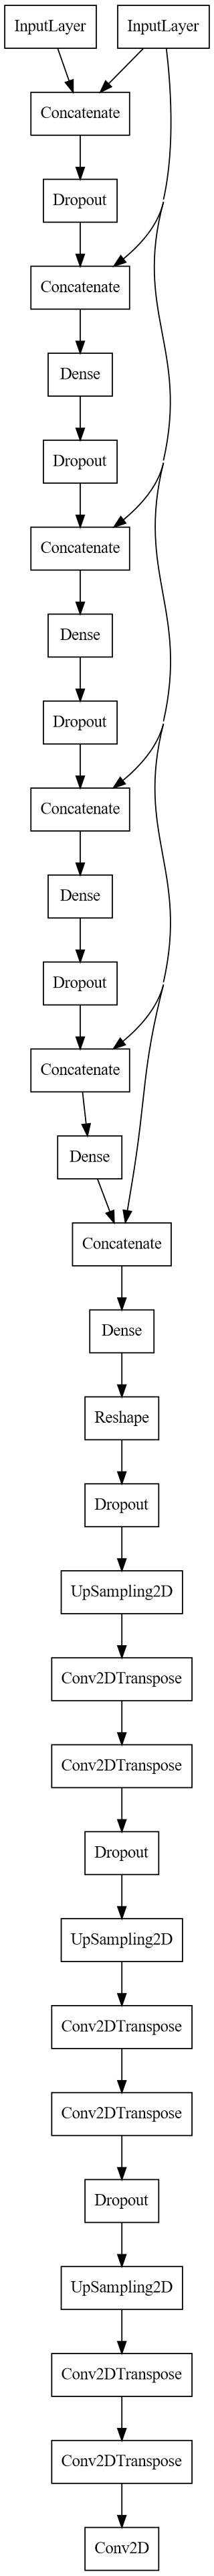 InputLayer
InputLayer
Concatenate
Dropout
Concatenate
Dense
Dropout
Concatenate
Dense
Dropout
Concatenate
Dense
Dropout
Concatenate
Dense
Concatenate
Dense
Reshape
Dropout
UpSampling2D
Conv2DTranspose
Conv2DTranspose
Dropout
UpSampling2D
Conv2DTranspose
Conv2DTranspose
Dropout
UpSampling2D
Conv2DTranspose
Conv2DTranspose
Conv2D